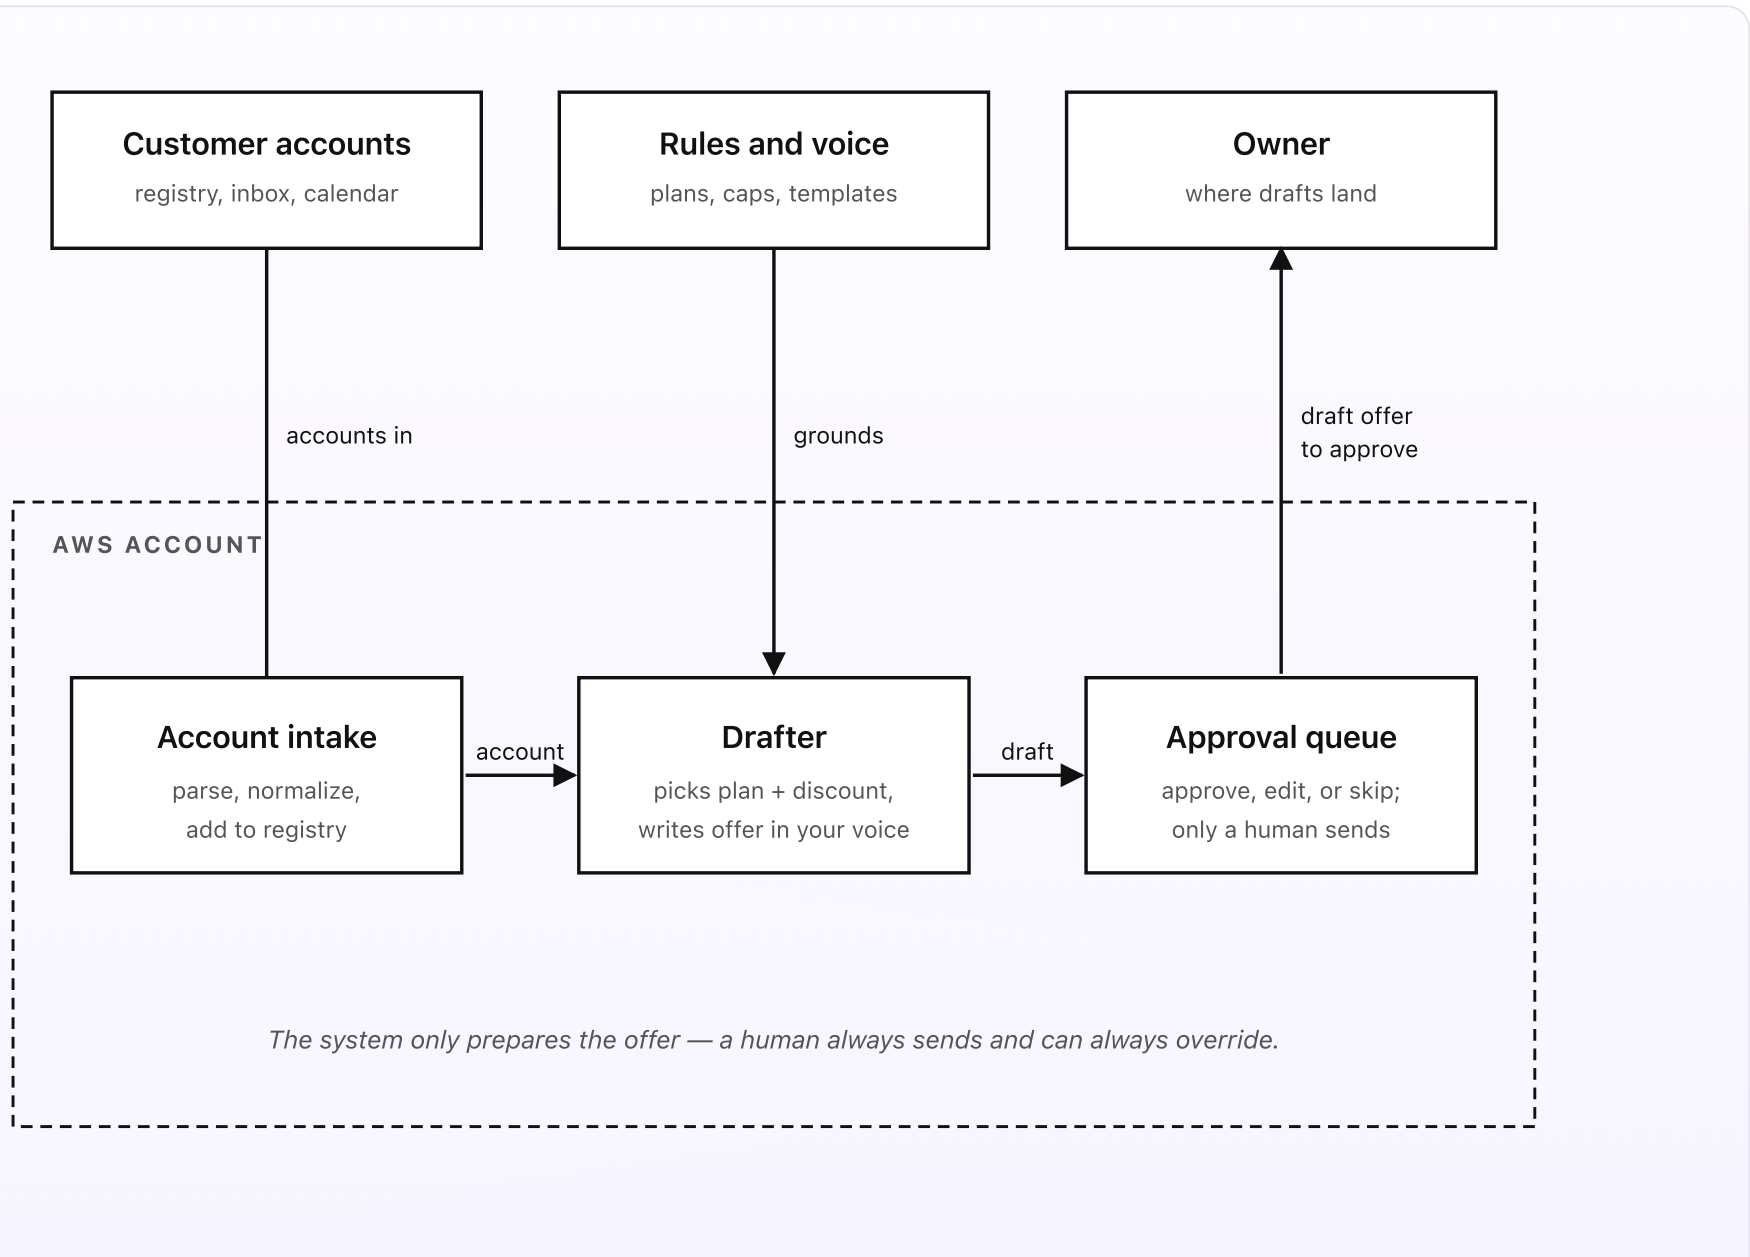 Customer accounts
registry, inbox, calendar
Rules and voice
plans, caps, templates
Owner
where drafts land
accounts in
grounds
draft offer
to approve
AWS ACCOUNT
Account intake
parse, normalize,
add to registry
account
Drafter
picks plan + discount,
writes offer in your voice
draft
Approval queue
approve, edit, or skip;
only a human sends
The system only prepares the offer — a human always sends and can always override.